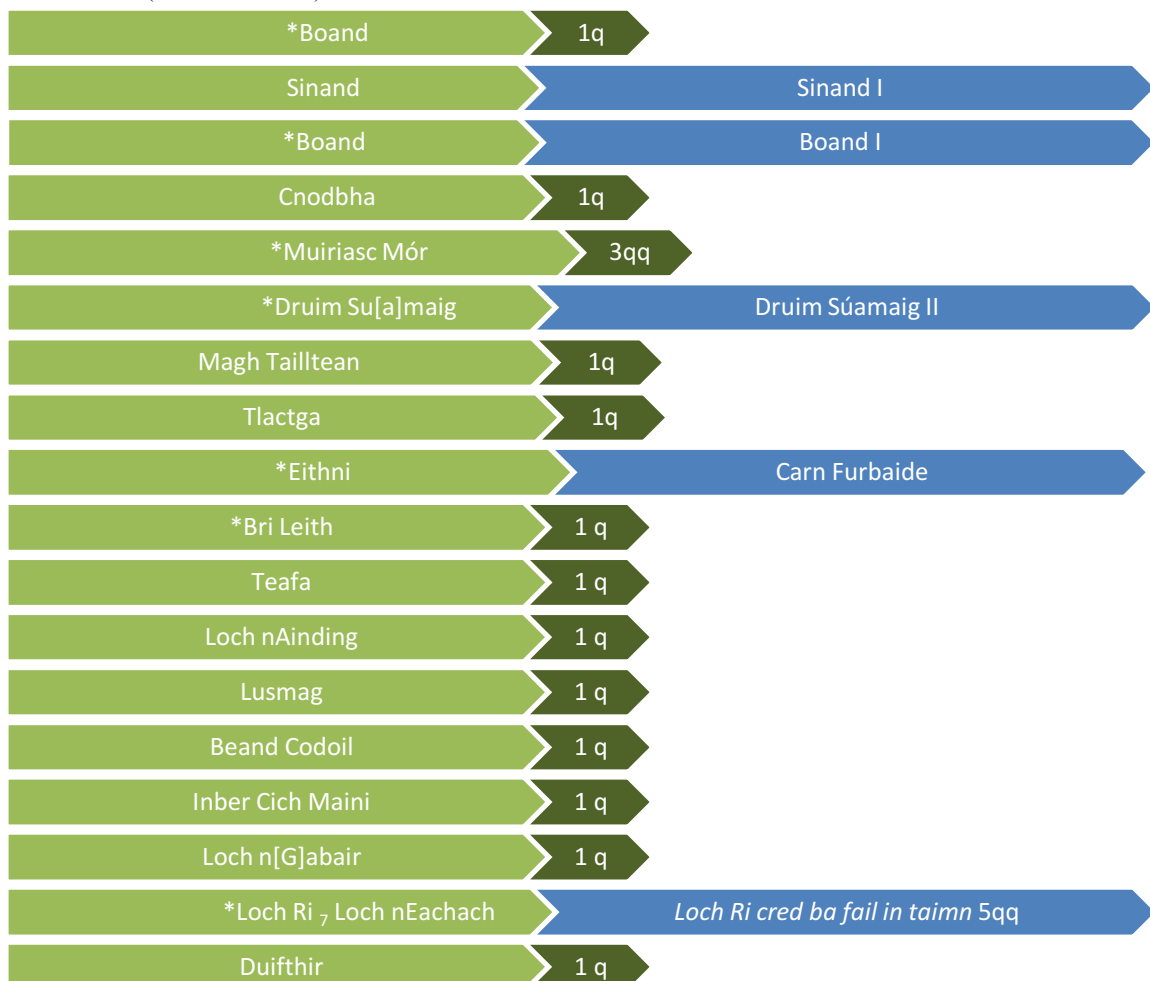 *Boand 1q
Sinand Sinand I
*Boand Boand I
Cnodbha 1q
*Muiriasc Mór 3qq
*Druim Su[a]maig Druim Súamaig II
Magh Tailltean 1q
Tlactga 1q
*Eithni Carn Furbaide
*Bri Leith 1 q
Teafa 1 q
Loch nAinding 1 q
Lusmag 1 q
Beand Codoil 1 q
Inber Cich Maini 1 q
Loch n[G]abair 1 q
*Loch Ri 7 Loch nEachach Loch Ri cred ba fail in taimn 5qq
Duifthir 1 q